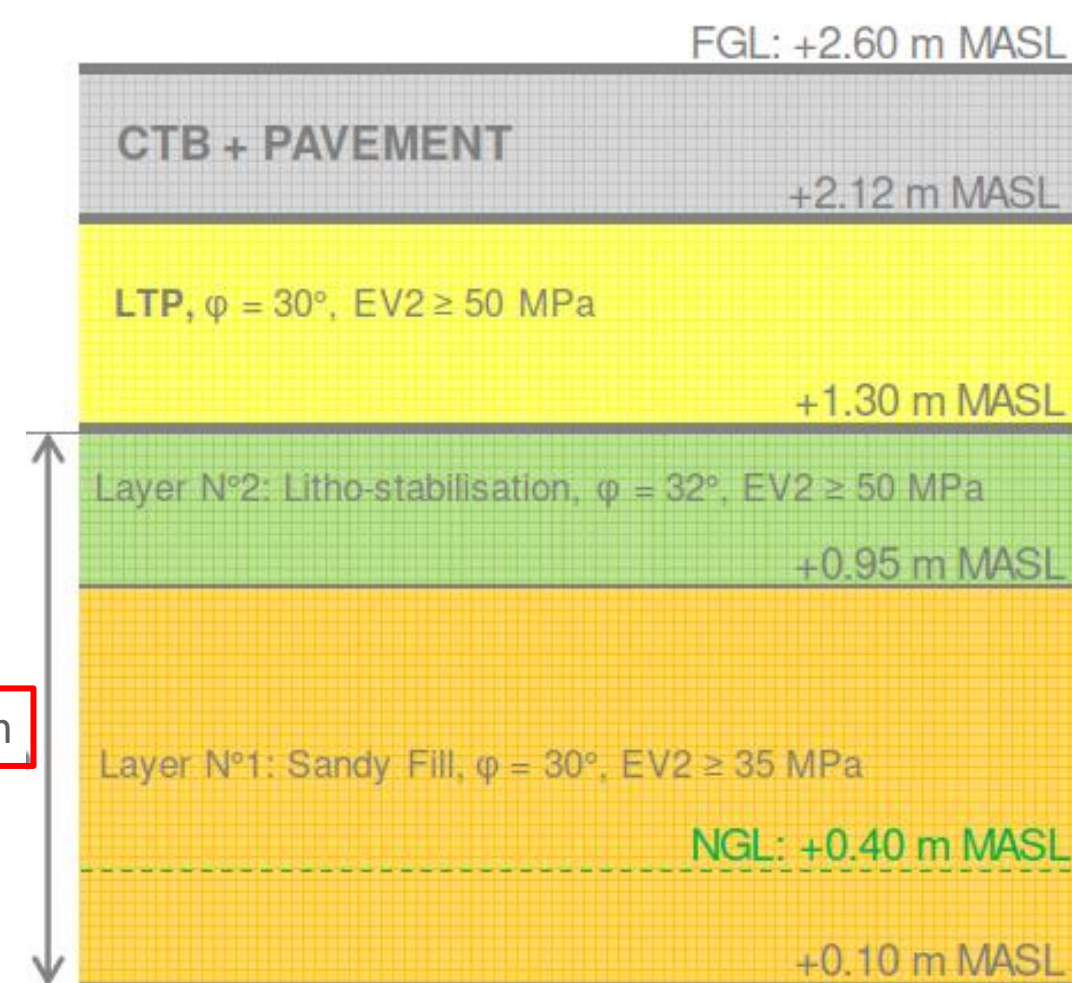 FGL: +2.60 m MASL
CTB + PAVEMENT
+2.12 m MASL
LTP, φ = 30°, EV2 ≥ 50 MPa
+1.30 m MASL
Layer N°2: Litho-stabilisation, φ = 32°, EV2 ≥ 50 MPa
+0.95 m MASL
Layer N°1: Sandy Fill, φ = 30°, EV2 ≥ 35 MPa
NGL: +0.40 m MASL
+0.10 m MASL